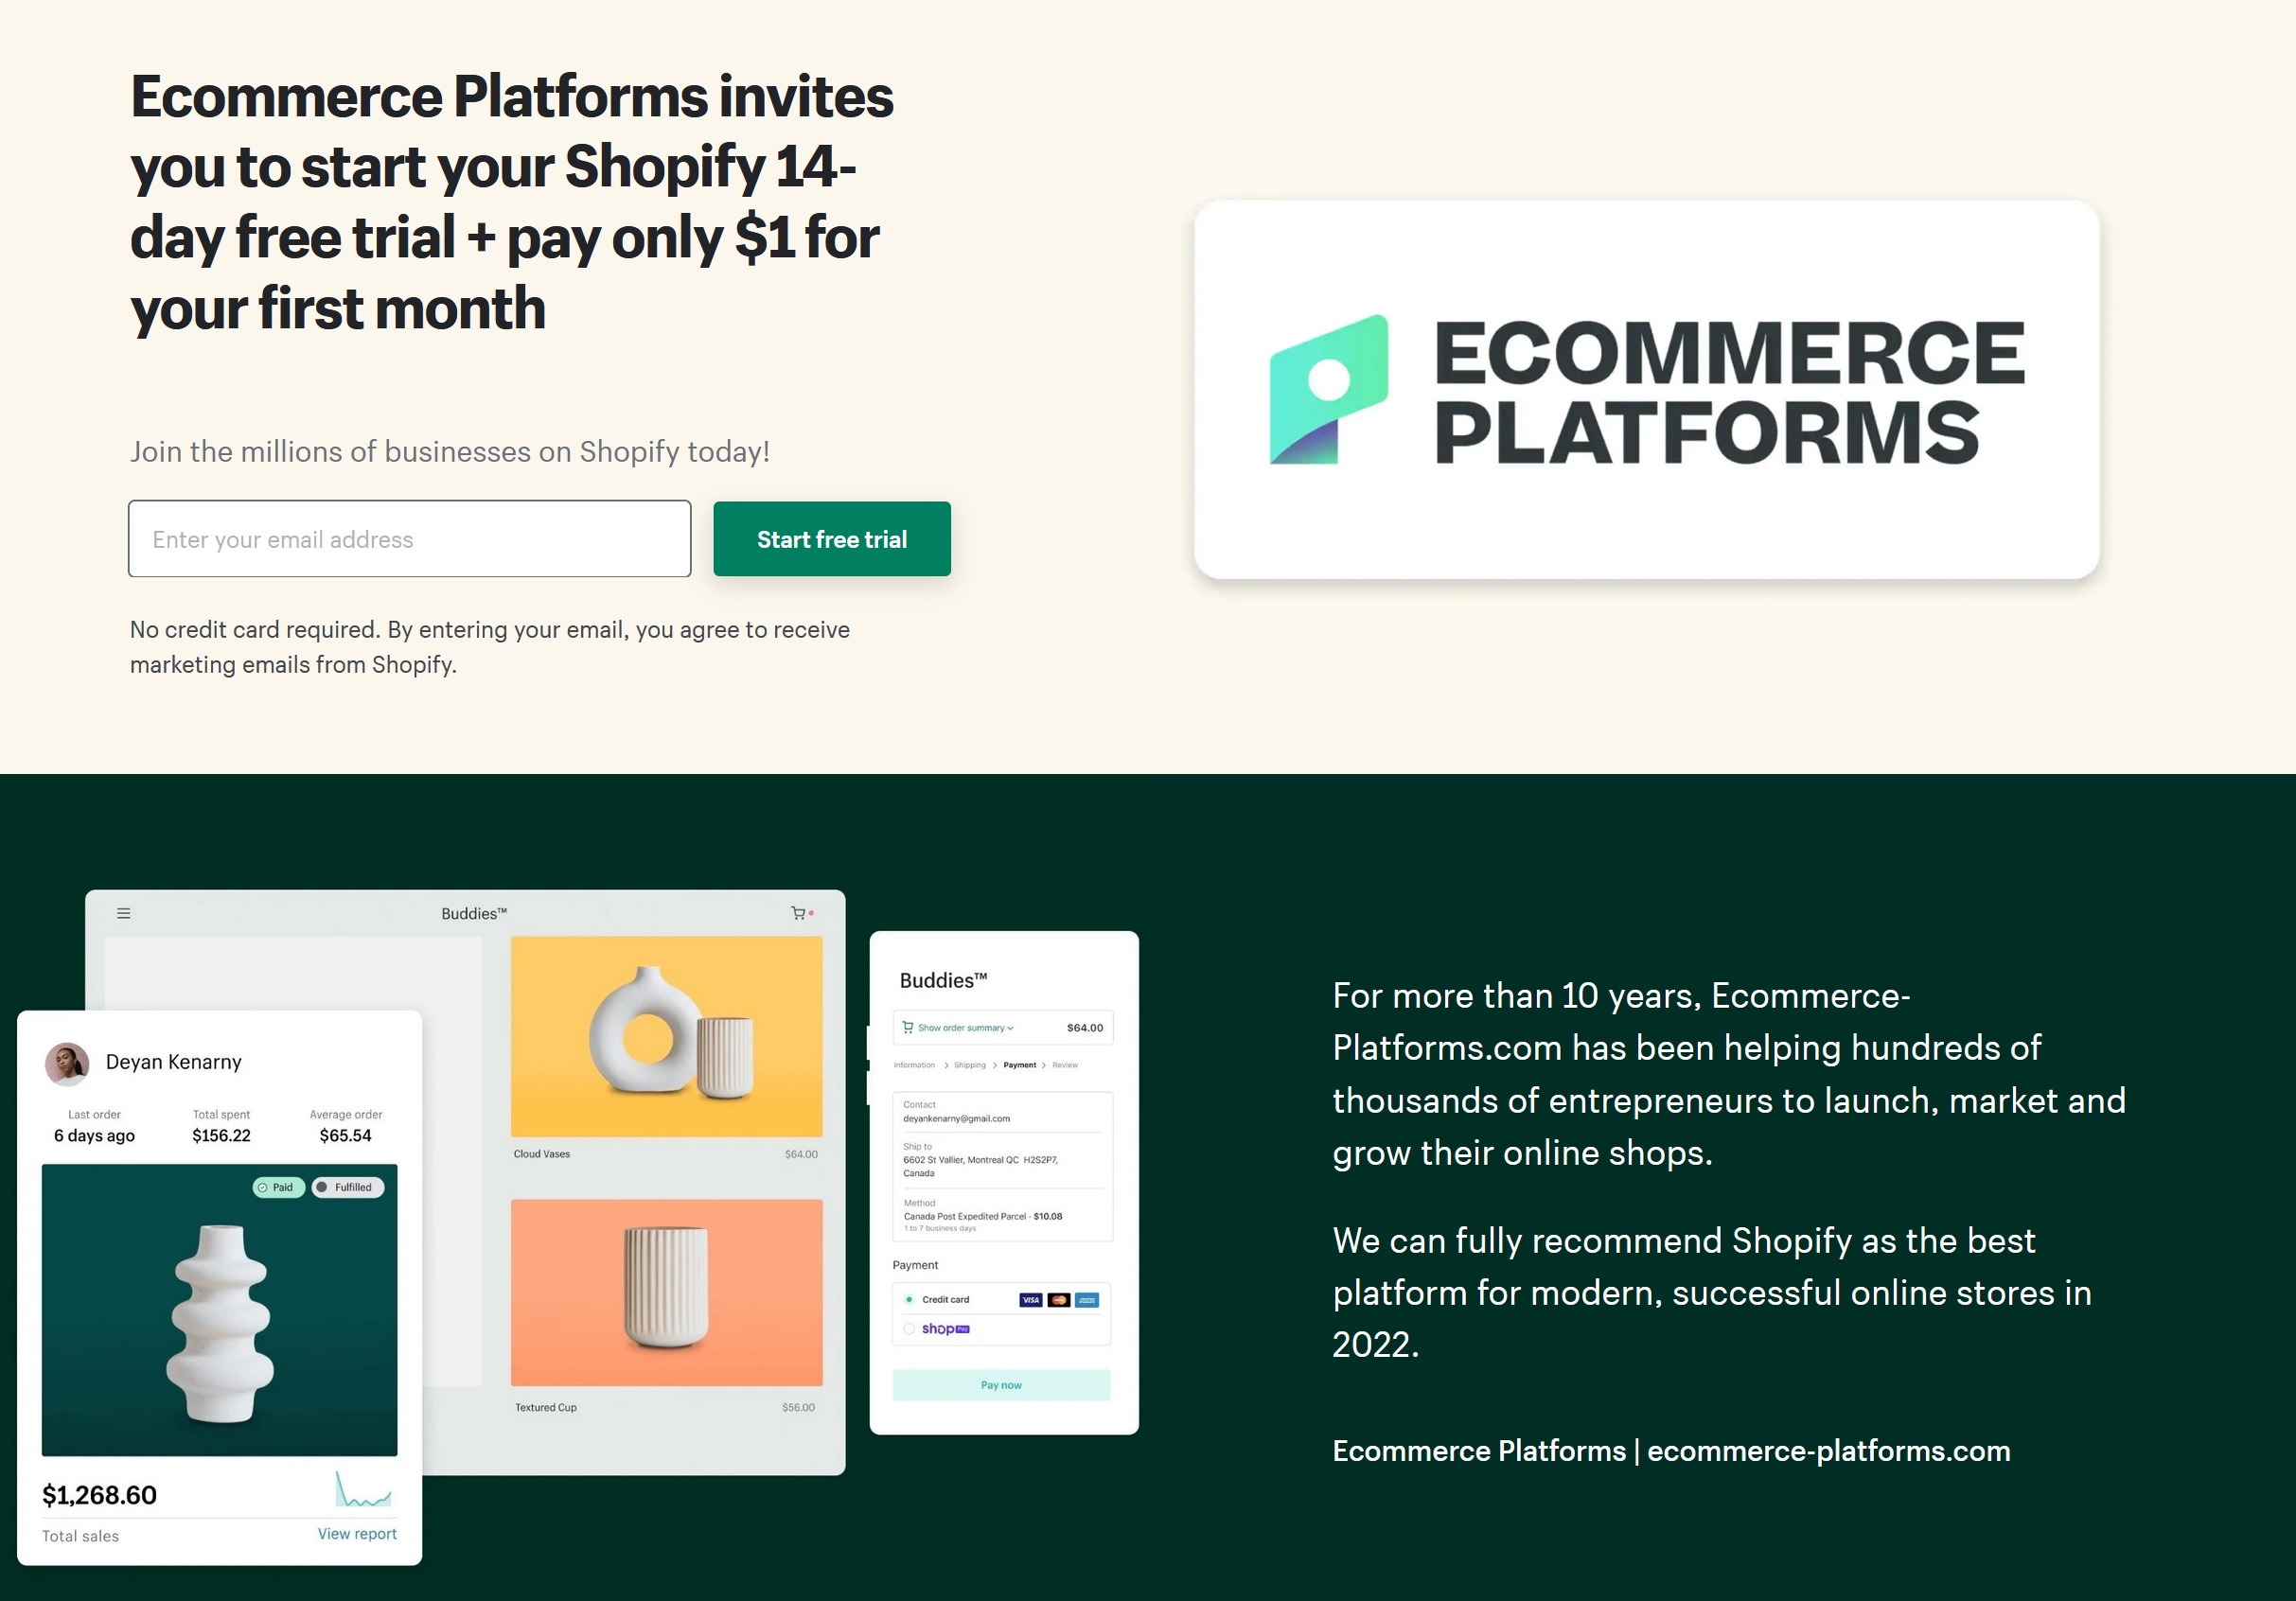 Ecommerce Platforms invites
you to start your Shopify 14-
day free trial + pay only $1 for
your first month
Join the millions of businesses on Shopify today!
Enter your email address
Start free trial
No credit card required. By entering your email, you agree to receive
marketing emails from Shopify.
ECOMMERCE
PLATFORMS
Buddies™
Cloud Vases $64.00
Textured Cup $56.00
Deyan Kenarny
Last order Total spent Average order
6 days ago $156.22 $65.54
Paid Fulfilled
$1,268.60
Total sales View report
Buddies™
Show order summary $64.00
Information > Shipping > Payment > Review
Contact
deyankenarny@gmail.com
Ship to
6602 St Vallier, Montreal QC H2S2P7,
Canada
Method
Canada Post Expedited Parcel - $10.08
1 to 7 business days
Payment
Credit card VISA
shop Pay
Pay now
For more than 10 years, Ecommerce-
Platforms.com has been helping hundreds of
thousands of entrepreneurs to launch, market and
grow their online shops.
We can fully recommend Shopify as the best
platform for modern, successful online stores in
2022.
Ecommerce Platforms | ecommerce-platforms.com